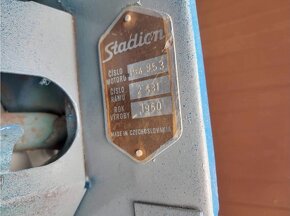 Stadion
ČÍSLO
MOTORU
ČÍSLO
RÁMU
ROK
VÝROBY 1960
MADE IN CZECHOSLOVAKIA